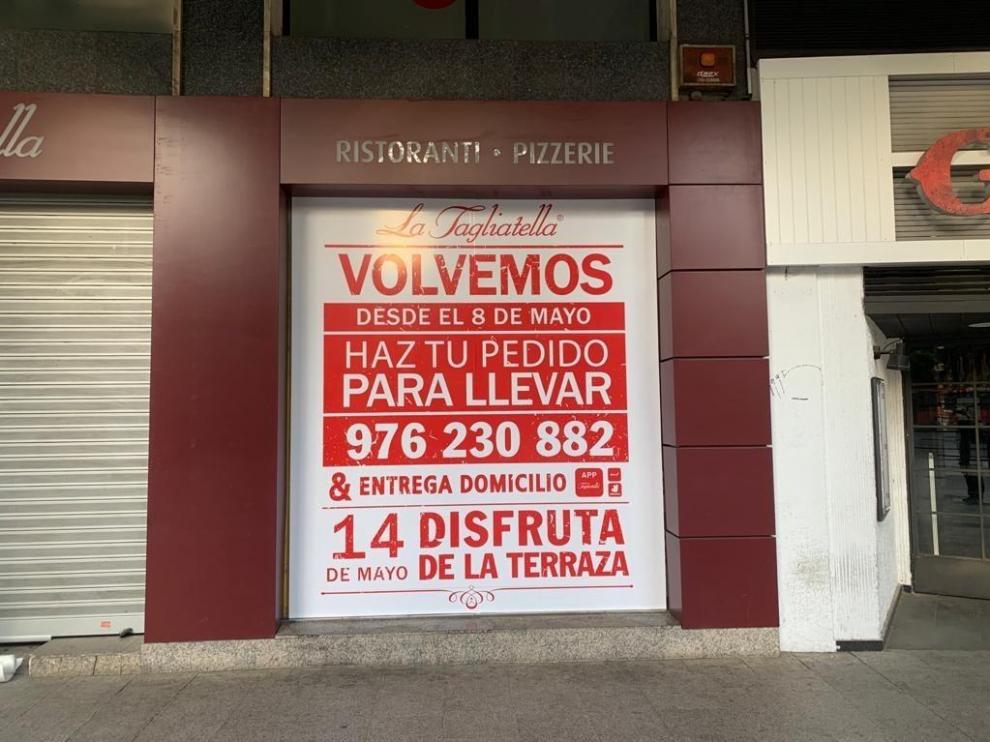 lla
RISTORANTI • PIZZERIE
La Tagliatella®
VOLVEMOS
DESDE EL 8 DE MAYO
HAZ TU PEDIDO
PARA LLEVAR
976 230 882
& ENTREGA DOMICILIO APP
14 DISFRUTA
DE MAYO DE LA TERRAZA
G